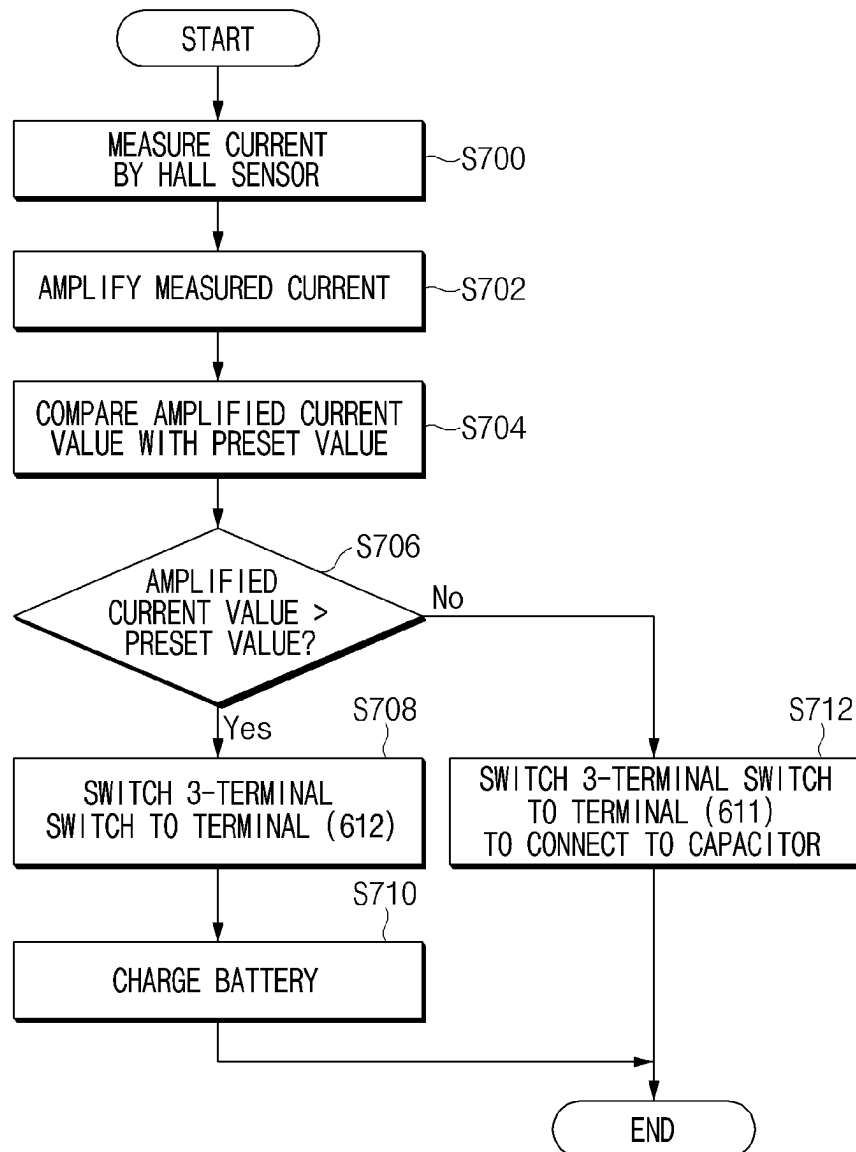 START
MEASURE CURRENT
BY HALL SENSOR
S700
AMPLIFY MEASURED CURRENT
S702
COMPARE AMPLIFIED CURRENT
VALUE WITH PRESET VALUE
S704
S706
AMPLIFIED
CURRENT VALUE >
PRESET VALUE?
No
Yes
S708
SWITCH 3-TERMINAL
SWITCH TO TERMINAL (612)
S712
SWITCH 3-TERMINAL SWITCH
TO TERMINAL (611)
TO CONNECT TO CAPACITOR
S710
CHARGE BATTERY
END